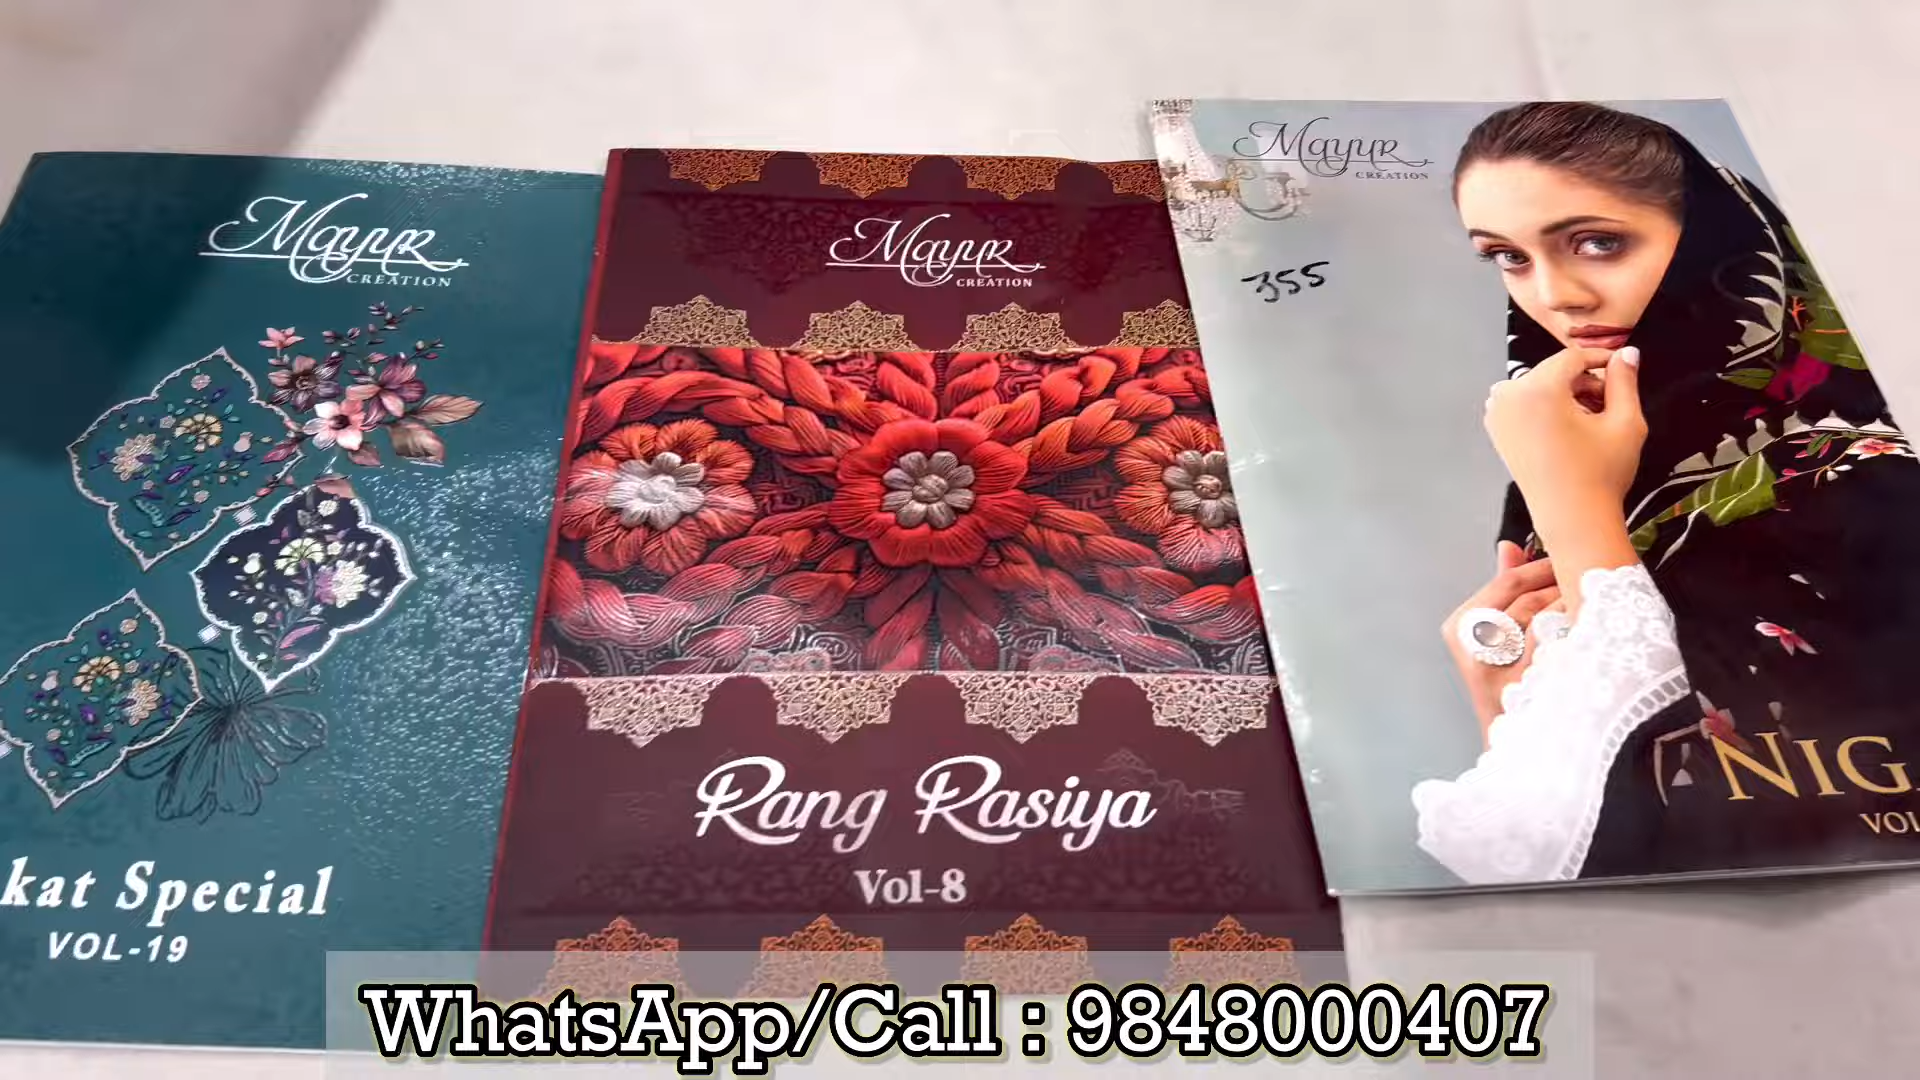 Mayur
CREATION
kat Special
VOL-19
Mayur
CREATION
Rang Rasiya
Vol-8
Mayur
CREATION
355
NIG
VOL
WhatsApp/Call : 9848000407